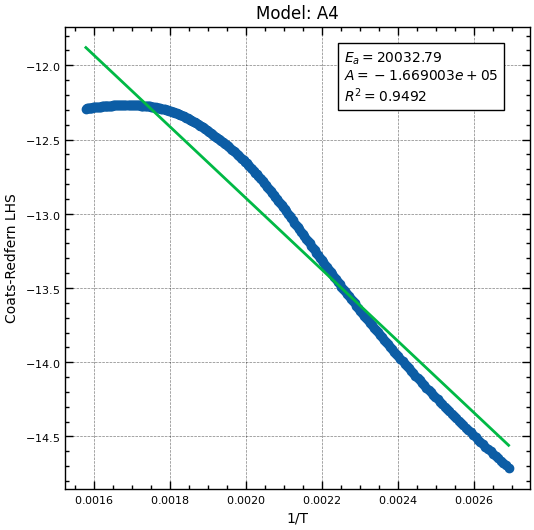 Model: A4
E_a = 20032.79
A = −1.669003e + 05
R² = 0.9492
Coats-Redfern LHS
−12.0
−12.5
−13.0
−13.5
−14.0
−14.5
0.0016 0.0018 0.0020 0.0022 0.0024 0.0026
1/T